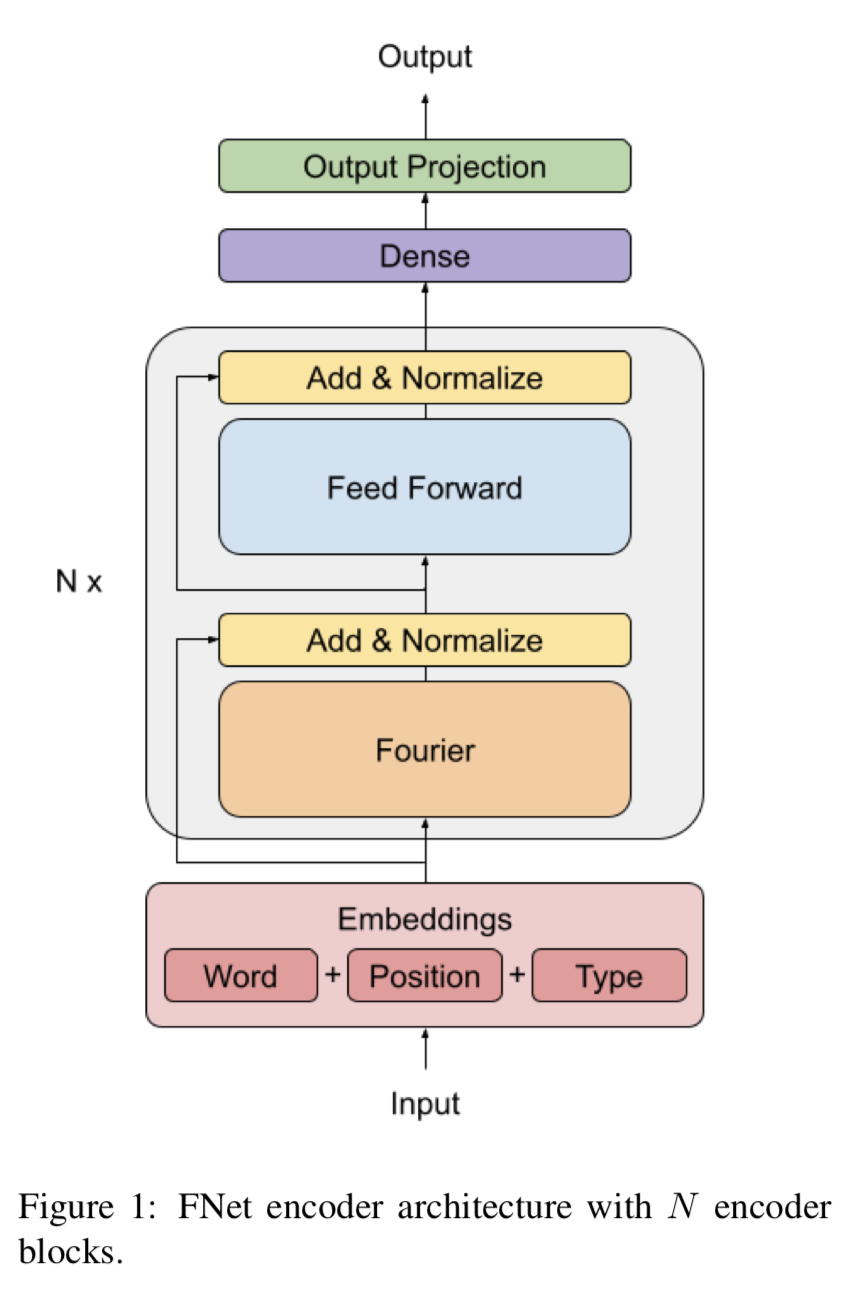 Output
Output Projection
Dense
Add & Normalize
Feed Forward
N x
Add & Normalize
Fourier
Embeddings
Word + Position + Type
Input
Figure 1: FNet encoder architecture with N encoder
blocks.